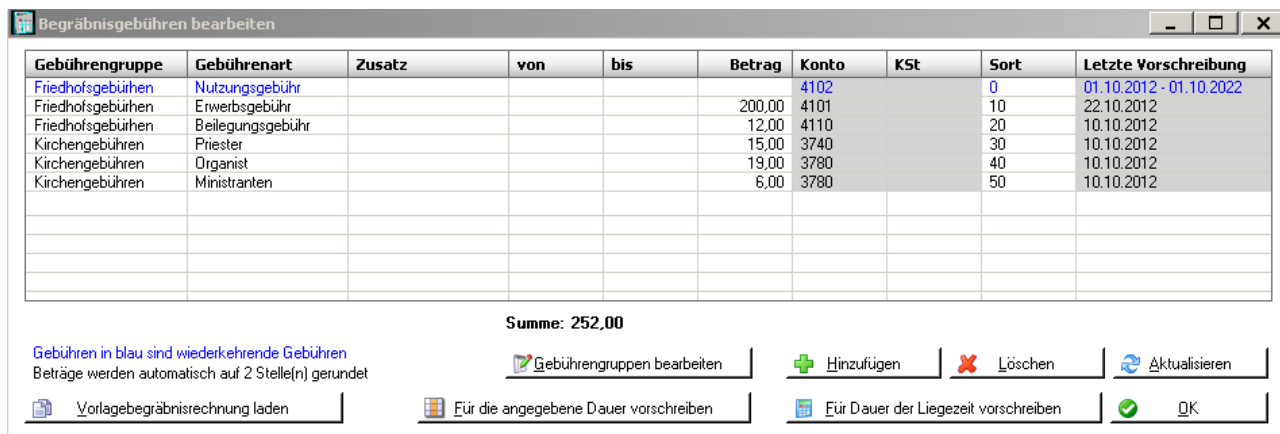 Begräbnisgebühren bearbeiten
Gebührengruppe Gebührenart Zusatz von bis Betrag Konto KSt Sort Letzte Vorschreibung
Friedhofsgebürhen Nutzungsgebühr 4102 0 01.10.2012 - 01.10.2022
Friedhofsgebürhen Erwerbsgebühr 200,00 4101 10 22.10.2012
Friedhofsgebürhen Beilegungsgebühr 12,00 4110 20 10.10.2012
Kirchengebühren Priester 15,00 3740 30 10.10.2012
Kirchengebühren Organist 19,00 3780 40 10.10.2012
Kirchengebühren Ministranten 6,00 3780 50 10.10.2012
Summe: 252,00
Gebühren in blau sind wiederkehrende Gebühren
Beträge werden automatisch auf 2 Stelle(n) gerundet
Gebührengruppen bearbeiten Hinzufügen Löschen Aktualisieren
Vorlagebegräbnisrechnung laden Für die angegebene Dauer vorschreiben Für Dauer der Liegezeit vorschreiben OK